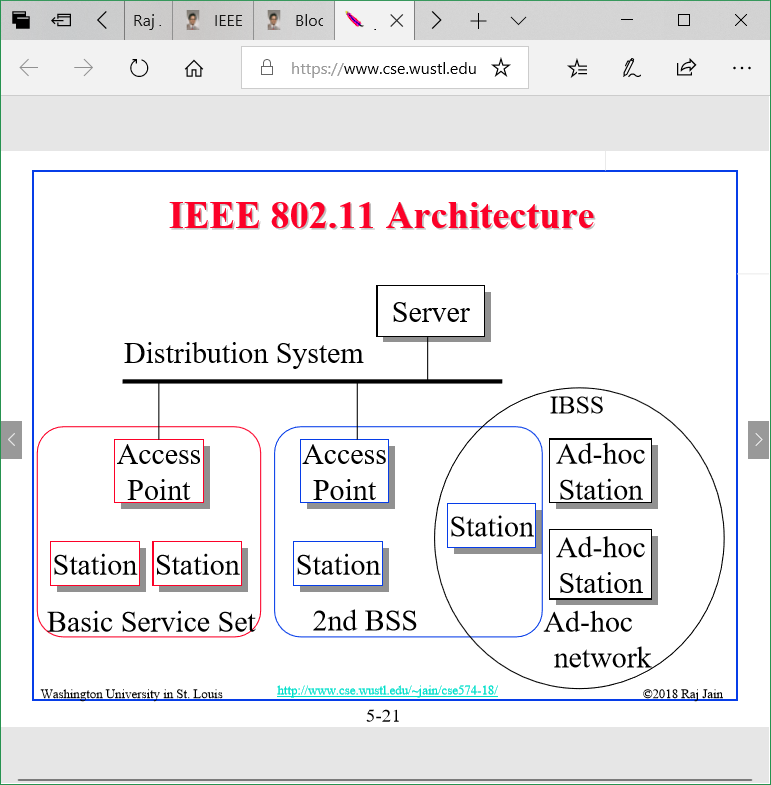 Raj .
IEEE
Bloc
https://www.cse.wustl.edu
IEEE 802.11 Architecture
Server
Distribution System
IBSS
Access
Point
Access
Point
Ad-hoc
Station
Station
Ad-hoc
Station
Station
Station
Station
Basic Service Set
2nd BSS
Ad-hoc
network
Washington University in St. Louis
http://www.cse.wustl.edu/~jain/cse574-18/
©2018 Raj Jain
5-21